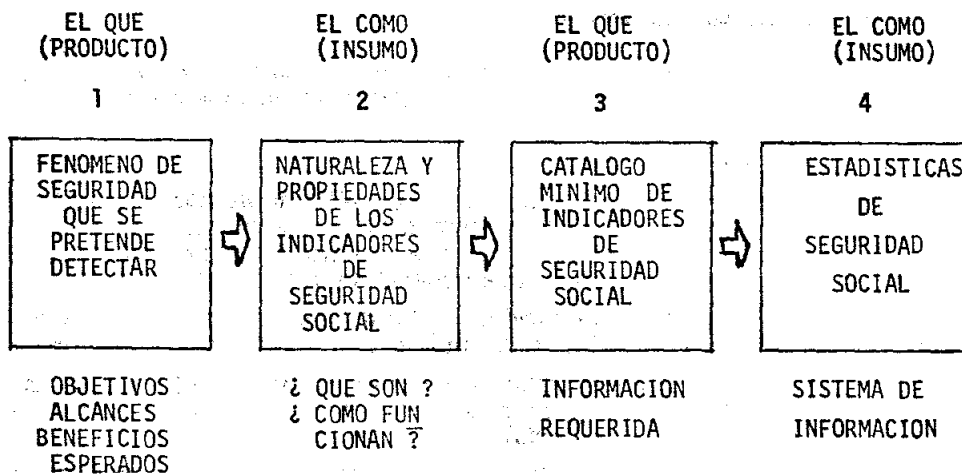 EL QUE
(PRODUCTO)
1
FENOMENO DE
SEGURIDAD
QUE SE
PRETENDE
DETECTAR
OBJETIVOS
ALCANCES
BENEFICIOS
ESPERADOS
EL COMO
(INSUMO)
2
NATURALEZA Y
PROPIEDADES
DE LOS
INDICADORES
DE
SEGURIDAD
SOCIAL
¿ QUE SON ?
¿ COMO FUN
CIONAN ?
EL QUE
(PRODUCTO)
3
CATALOGO
MINIMO DE
INDICADORES
DE
SEGURIDAD
SOCIAL
INFORMACION
REQUERIDA
EL COMO
(INSUMO)
4
ESTADISTICAS
DE
SEGURIDAD
SOCIAL
SISTEMA DE
INFORMACION